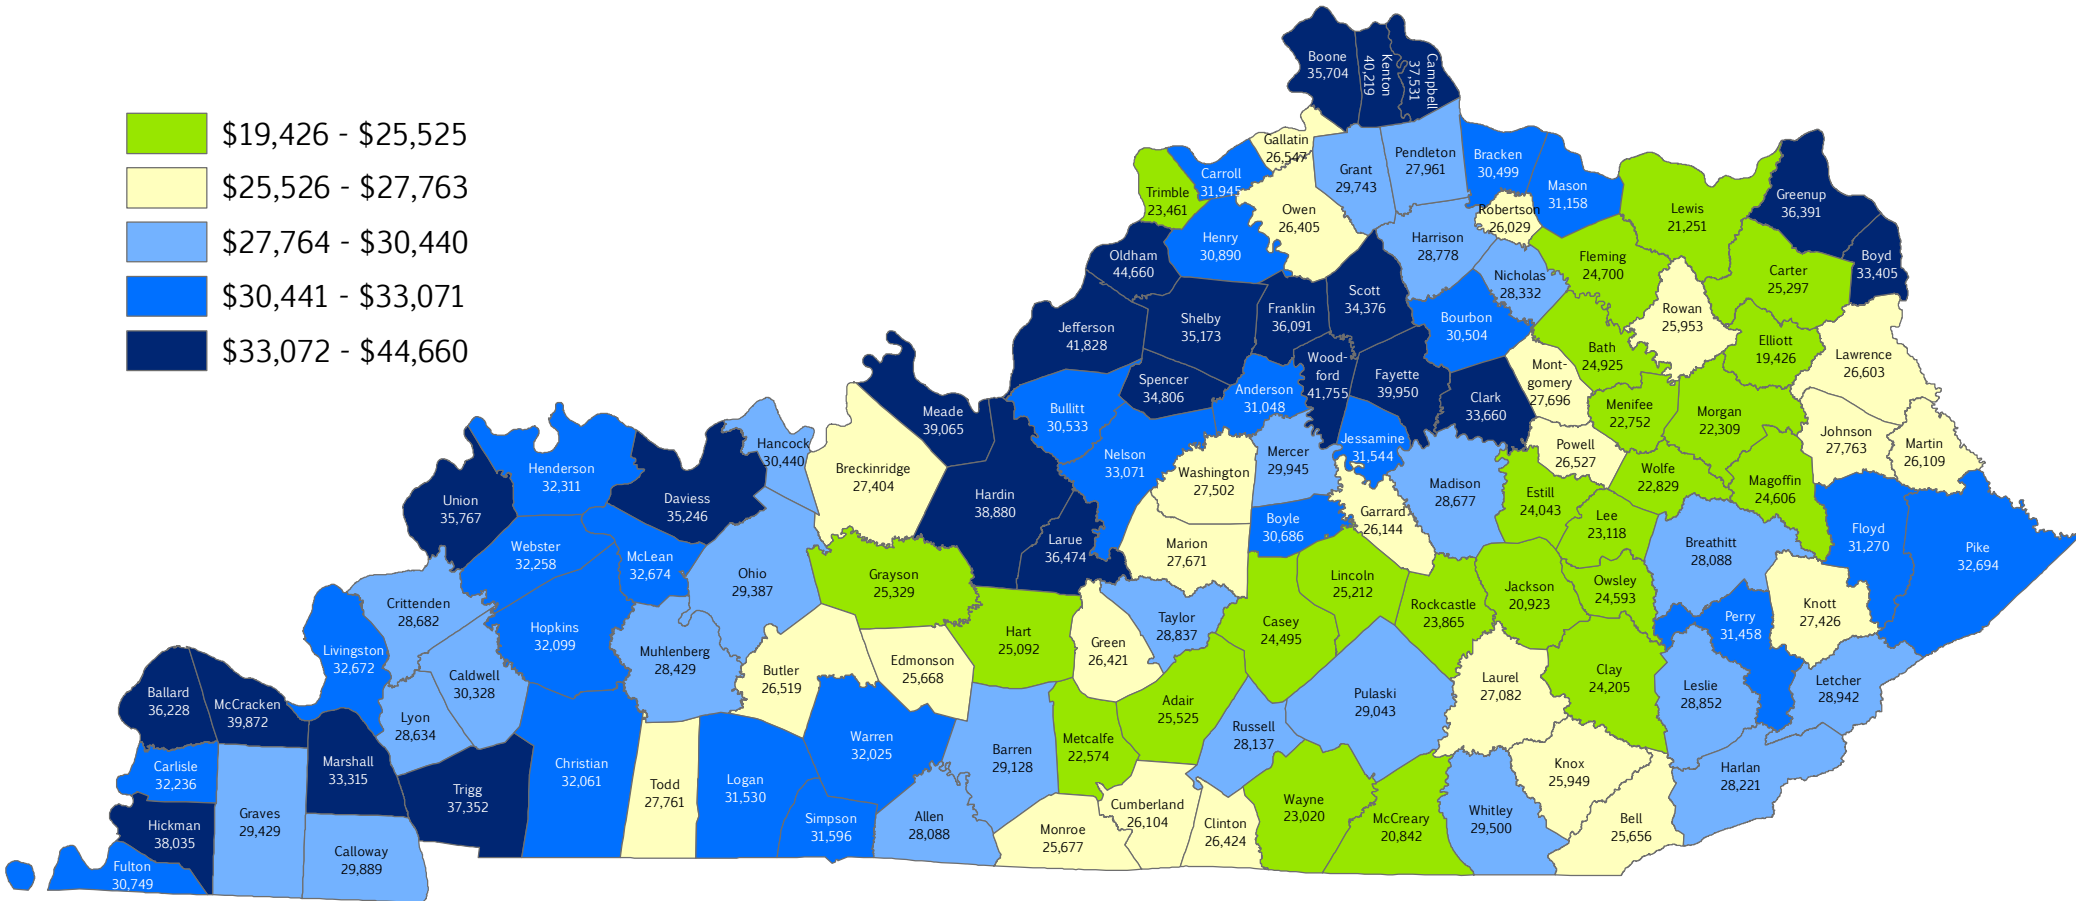 $19,426 - $25,525
$25,526 - $27,763
$27,764 - $30,440
$30,441 - $33,071
$33,072 - $44,660
Boone
35,704
Kenton
40,219
Campbell
37,531
Gallatin
26,547
Carroll
31,945
Trimble
23,461
Grant
29,743
Pendleton
27,961
Bracken
30,499
Mason
31,158
Robertson
26,029
Lewis
21,251
Greenup
36,391
Boyd
33,405
Owen
26,405
Henry
30,890
Oldham
44,660
Harrison
28,778
Nicholas
28,332
Fleming
24,700
Carter
25,297
Rowan
25,953
Elliott
19,426
Lawrence
26,603
Jefferson
41,828
Shelby
35,173
Franklin
36,091
Scott
34,376
Bourbon
30,504
Bath
24,925
Mont-
gomery
27,696
Spencer
34,806
Anderson
31,048
Wood-
ford
41,755
Fayette
39,950
Clark
33,660
Menifee
22,752
Morgan
22,309
Johnson
27,763
Martin
26,109
Meade
39,065
Bullitt
30,533
Nelson
33,071
Washington
27,502
Mercer
29,945
Jessamine
31,544
Madison
28,677
Powell
26,527
Wolfe
22,829
Magoffin
24,606
Floyd
31,270
Pike
32,694
Estill
24,043
Lee
23,118
Breathitt
28,088
Garrard
26,144
Boyle
30,686
Marion
27,671
Hancock
30,440
Breckinridge
27,404
Hardin
38,880
Larue
36,474
Henderson
32,311
Union
35,767
Daviess
35,246
Webster
32,258
McLean
32,674
Ohio
29,387
Grayson
25,329
Hart
25,092
Green
26,421
Taylor
28,837
Casey
24,495
Lincoln
25,212
Rockcastle
23,865
Jackson
20,923
Owsley
24,593
Perry
31,458
Knott
27,426
Crittenden
28,682
Livingston
32,672
Hopkins
32,099
Caldwell
30,328
Lyon
28,634
Muhlenberg
28,429
Butler
26,519
Edmonson
25,668
Ballard
36,228
McCracken
39,872
Adair
25,525
Metcalfe
22,574
Russell
28,137
Pulaski
29,043
Laurel
27,082
Clay
24,205
Leslie
28,852
Letcher
28,942
Carlisle
32,236
Marshall
33,315
Graves
29,429
Trigg
37,352
Christian
32,061
Todd
27,761
Logan
31,530
Warren
32,025
Simpson
31,596
Barren
29,128
Allen
28,088
Hickman
38,035
Fulton
30,749
Calloway
29,889
Monroe
25,677
Cumberland
26,104
Clinton
26,424
Wayne
23,020
McCreary
20,842
Whitley
29,500
Knox
25,949
Bell
25,656
Harlan
28,221